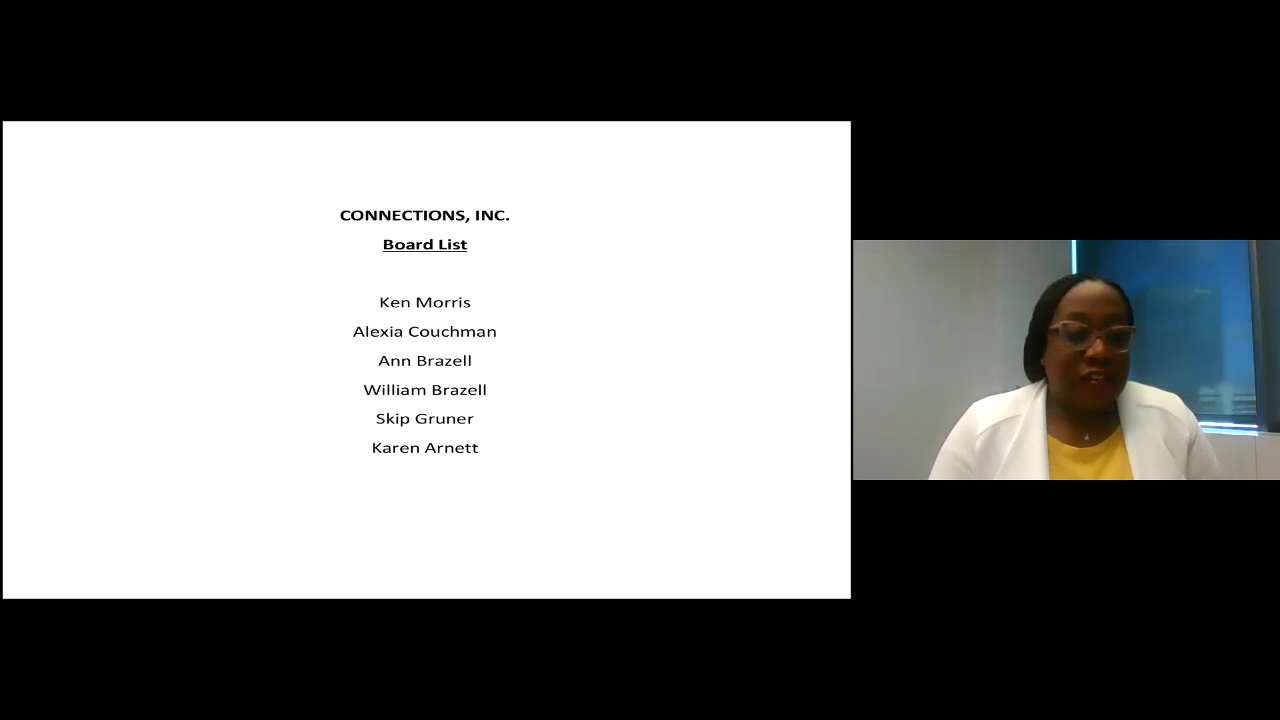 CONNECTIONS, INC.
Board List
Ken Morris
Alexia Couchman
Ann Brazell
William Brazell
Skip Gruner
Karen Arnett